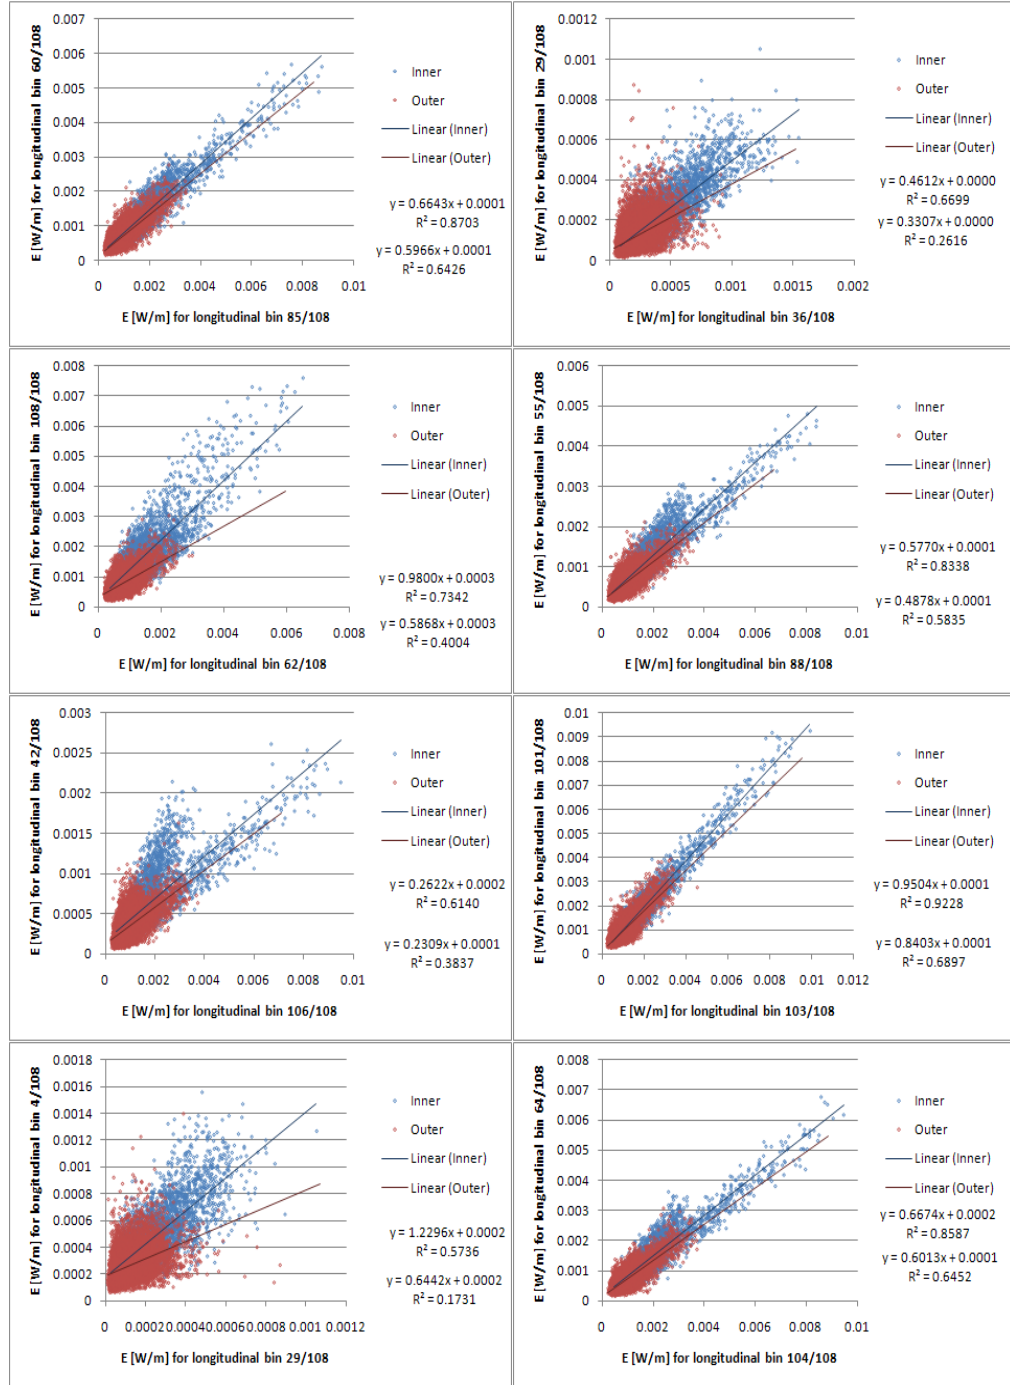 E [W/m] for longitudinal bin 60/108
0.007
0.006
0.005
0.004
0.003
0.002
0.001
0
0 0.002 0.004 0.006 0.008 0.01
E [W/m] for longitudinal bin 85/108
Inner
Outer
Linear (Inner)
Linear (Outer)
y = 0.6643x + 0.0001
R² = 0.8703
y = 0.5966x + 0.0001
R² = 0.6426
E [W/m] for longitudinal bin 29/108
0.0012
0.001
0.0008
0.0006
0.0004
0.0002
0
0 0.0005 0.001 0.0015 0.002
E [W/m] for longitudinal bin 36/108
Inner
Outer
Linear (Inner)
Linear (Outer)
y = 0.4612x + 0.0000
R² = 0.6699
y = 0.3307x + 0.0000
R² = 0.2616
E [W/m] for longitudinal bin 108/108
0.008
0.007
0.006
0.005
0.004
0.003
0.002
0.001
0
0 0.002 0.004 0.006 0.008
E [W/m] for longitudinal bin 62/108
Inner
Outer
Linear (Inner)
Linear (Outer)
y = 0.9800x + 0.0003
R² = 0.7342
y = 0.5868x + 0.0003
R² = 0.4004
E [W/m] for longitudinal bin 55/108
0.006
0.005
0.004
0.003
0.002
0.001
0
0 0.002 0.004 0.006 0.008 0.01
E [W/m] for longitudinal bin 88/108
Inner
Outer
Linear (Inner)
Linear (Outer)
y = 0.5770x + 0.0001
R² = 0.8338
y = 0.4878x + 0.0001
R² = 0.5835
E [W/m] for longitudinal bin 42/108
0.003
0.0025
0.002
0.0015
0.001
0.0005
0
0 0.002 0.004 0.006 0.008 0.01
E [W/m] for longitudinal bin 106/108
Inner
Outer
Linear (Inner)
Linear (Outer)
y = 0.2622x + 0.0002
R² = 0.6140
y = 0.2309x + 0.0001
R² = 0.3837
E [W/m] for longitudinal bin 101/108
0.01
0.009
0.008
0.007
0.006
0.005
0.004
0.003
0.002
0.001
0
0 0.002 0.004 0.006 0.008 0.01 0.012
E [W/m] for longitudinal bin 103/108
Inner
Outer
Linear (Inner)
Linear (Outer)
y = 0.9504x + 0.0001
R² = 0.9228
y = 0.8403x + 0.0001
R² = 0.6897
E [W/m] for longitudinal bin 4/108
0.0018
0.0016
0.0014
0.0012
0.001
0.0008
0.0006
0.0004
0.0002
0
0 0.0002 0.0004 0.0006 0.0008 0.001 0.0012
E [W/m] for longitudinal bin 29/108
Inner
Outer
Linear (Inner)
Linear (Outer)
y = 1.2296x + 0.0002
R² = 0.5736
y = 0.6442x + 0.0002
R² = 0.1731
E [W/m] for longitudinal bin 64/108
0.008
0.007
0.006
0.005
0.004
0.003
0.002
0.001
0
0 0.002 0.004 0.006 0.008 0.01
E [W/m] for longitudinal bin 104/108
Inner
Outer
Linear (Inner)
Linear (Outer)
y = 0.6674x + 0.0002
R² = 0.8587
y = 0.6013x + 0.0001
R² = 0.6452